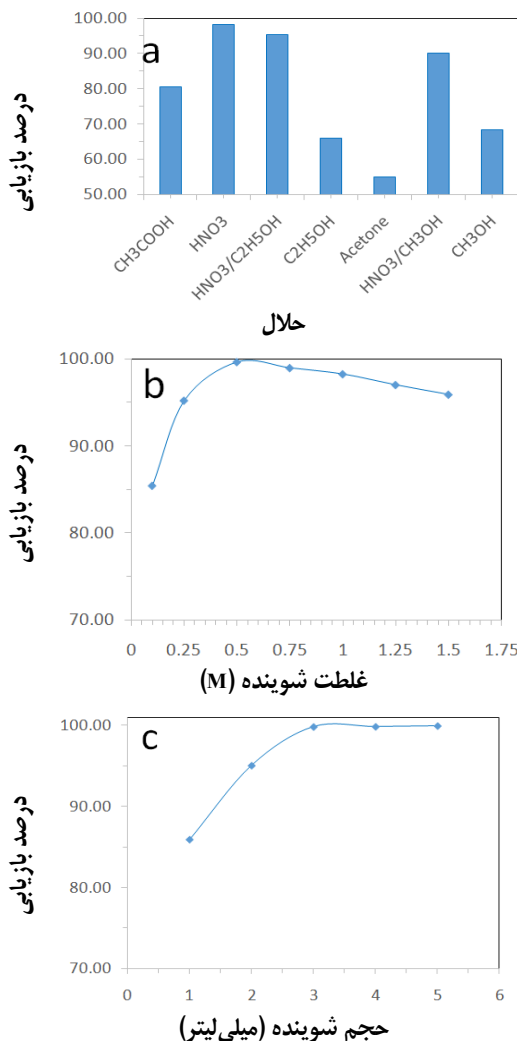 a
درصد بازیابی
100.00
90.00
80.00
70.00
60.00
50.00
CH3COOH
HNO3
HNO3/C2H5OH
C2H5OH
Acetone
HNO3/CH3OH
CH3OH
حلال
b
درصد بازیابی
100.00
90.00
80.00
70.00
0 0.25 0.5 0.75 1 1.25 1.5 1.75
غلطت شوینده (M)
c
درصد بازیابی
100.00
90.00
80.00
70.00
0 1 2 3 4 5 6
حجم شوینده (میلی‌لیتر)